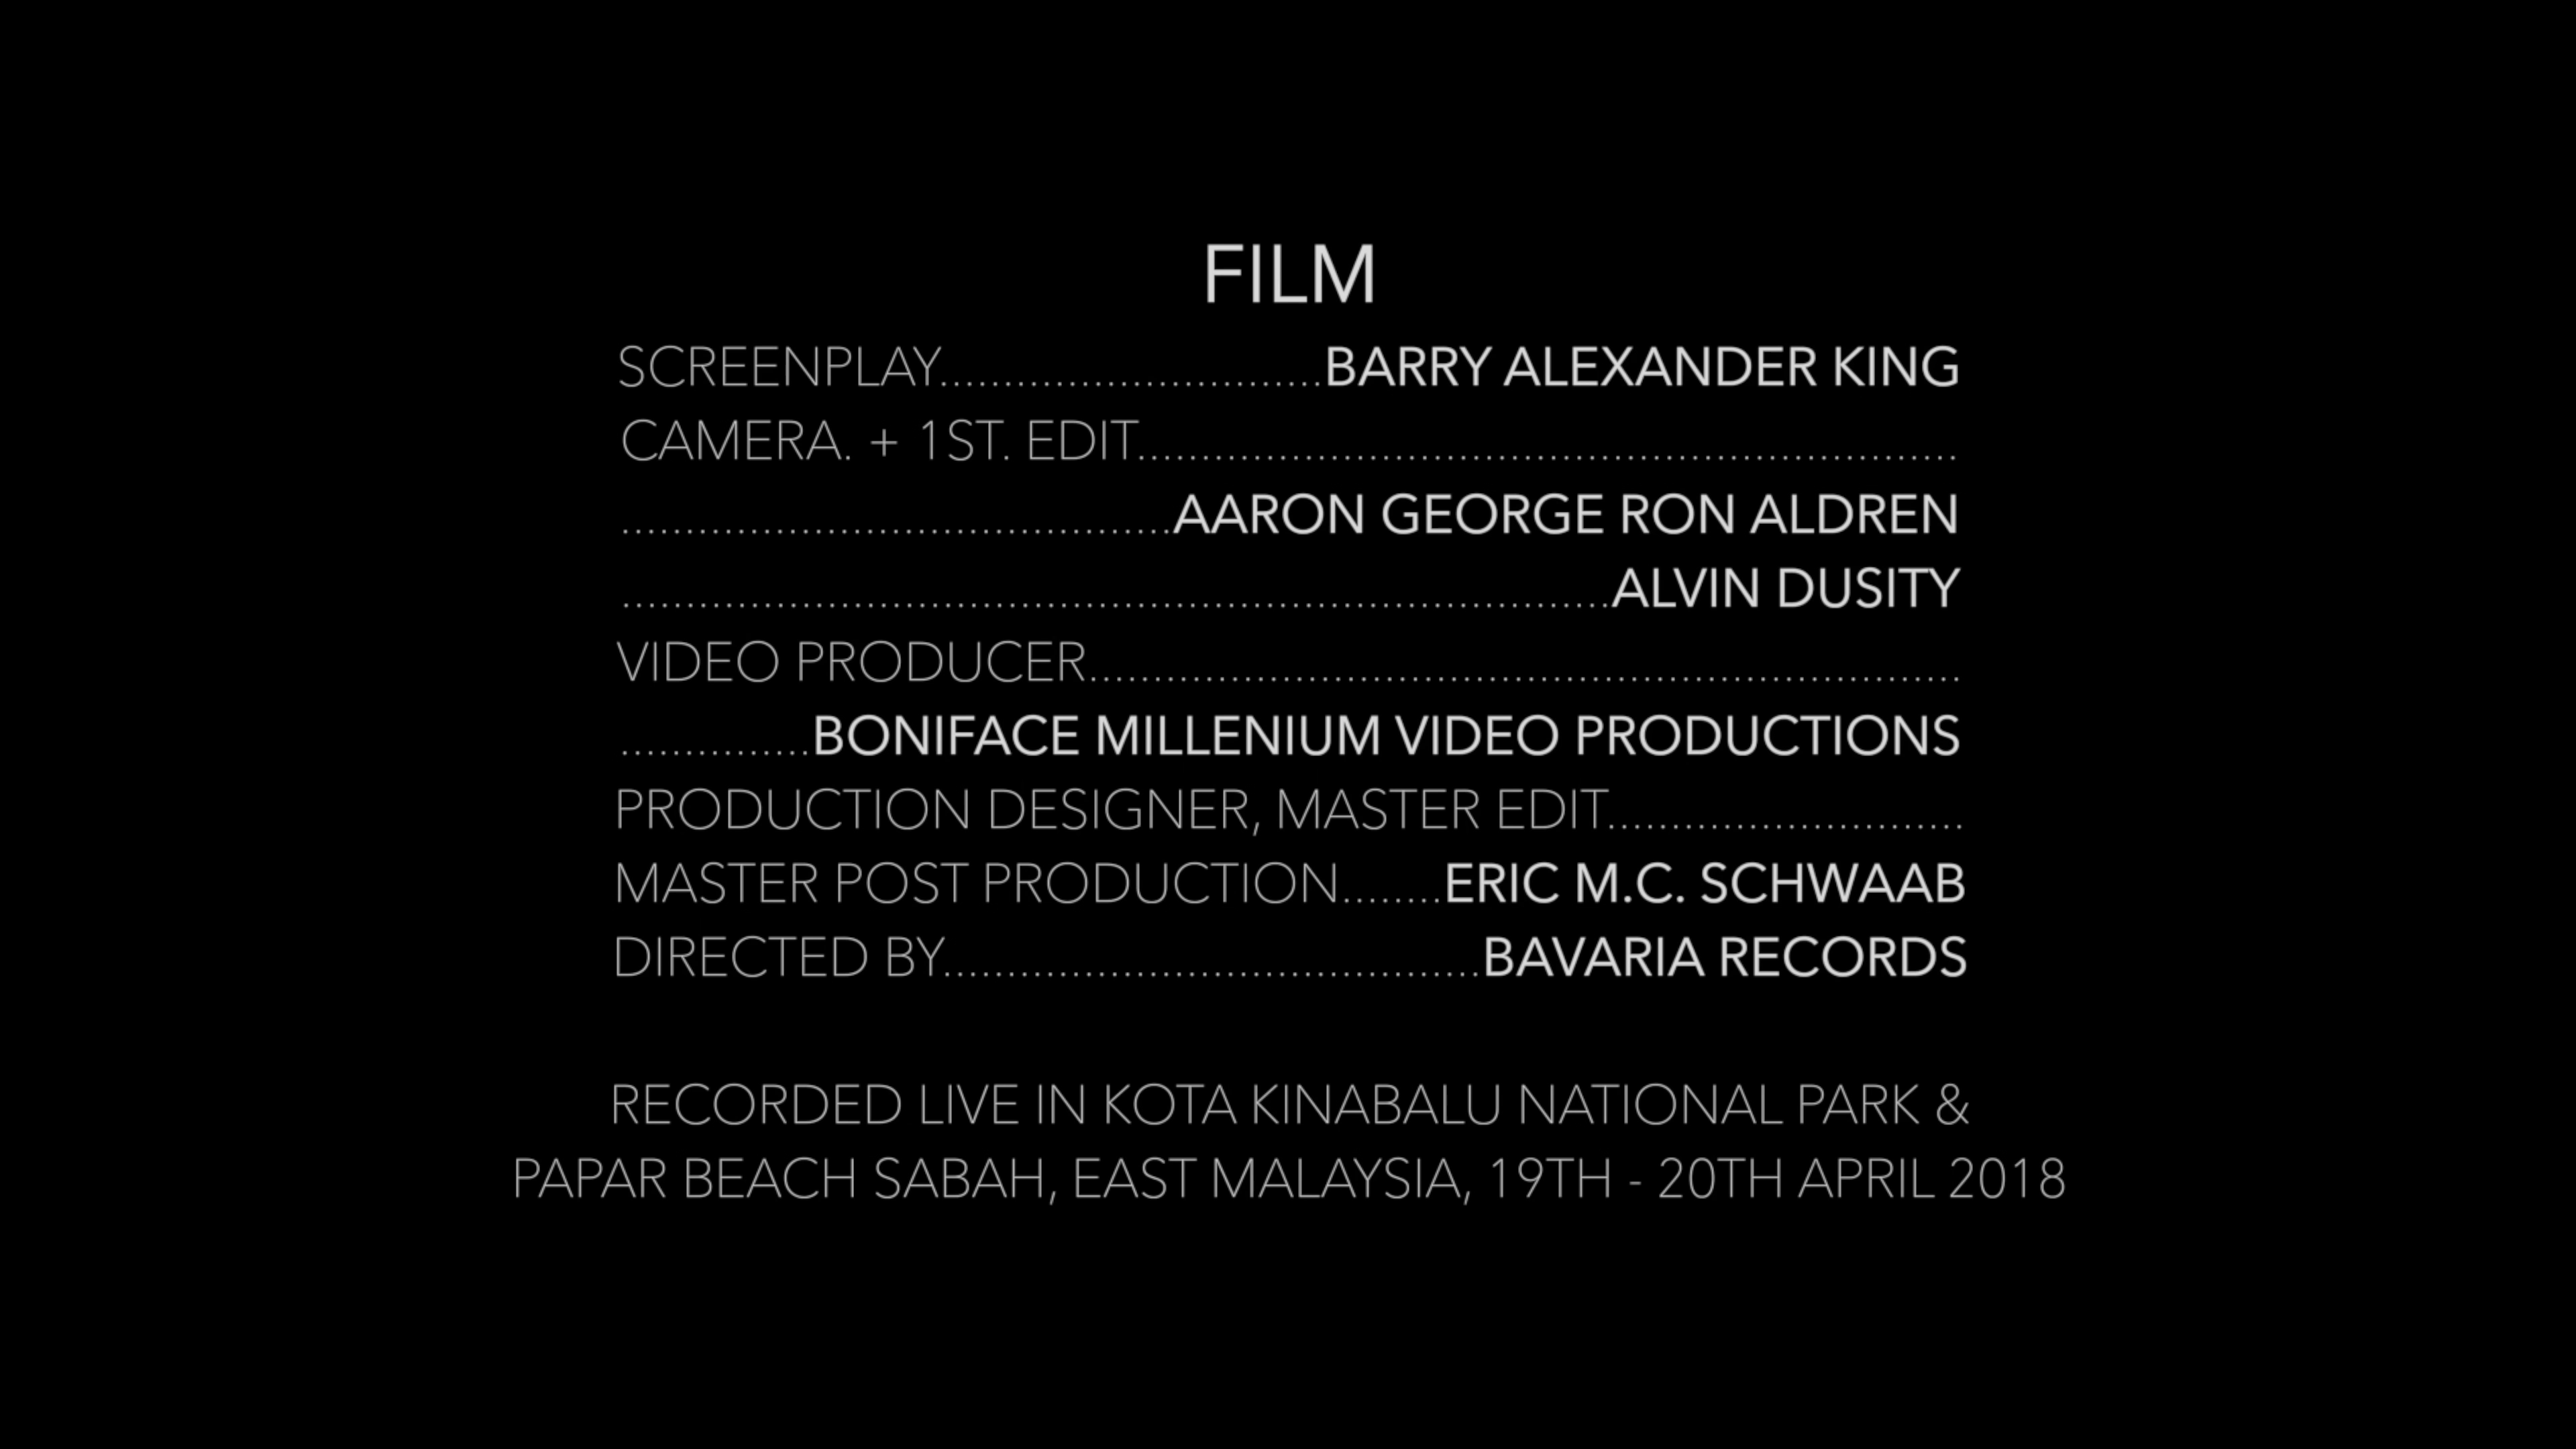 FILM
SCREENPLAY..............................BARRY ALEXANDER KING
CAMERA. + 1ST. EDIT................................................................
...........................................AARON GEORGE RON ALDREN
.............................................................................ALVIN DUSITY
VIDEO PRODUCER....................................................................
...............BONIFACE MILLENIUM VIDEO PRODUCTIONS
PRODUCTION DESIGNER, MASTER EDIT............................
MASTER POST PRODUCTION........ERIC M.C. SCHWAAB
DIRECTED BY..........................................BAVARIA RECORDS
RECORDED LIVE IN KOTA KINABALU NATIONAL PARK &
PAPAR BEACH SABAH, EAST MALAYSIA, 19TH - 20TH APRIL 2018